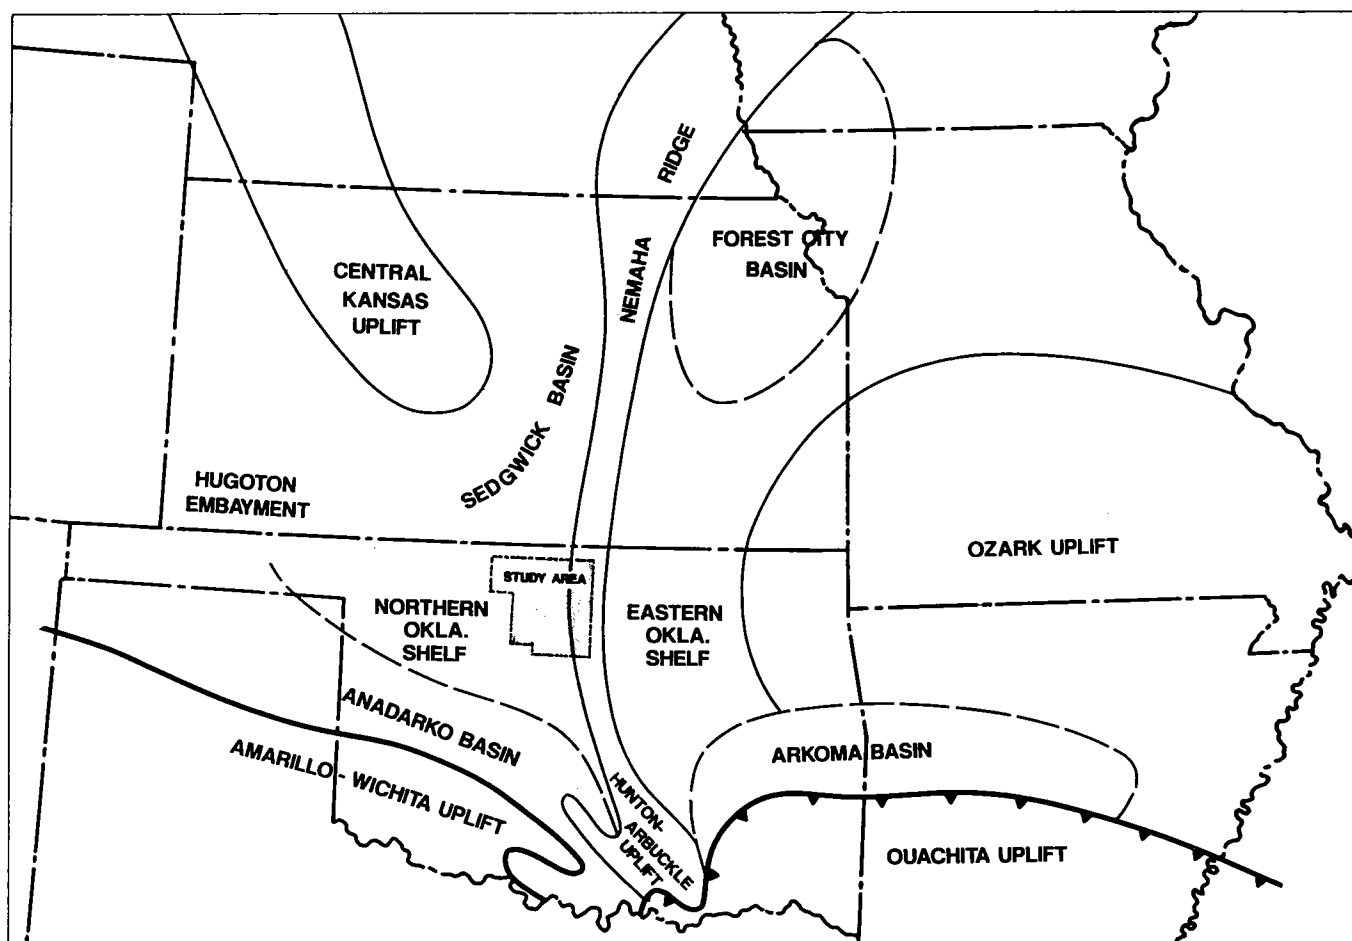 RIDGE
NEMAHA
FOREST CITY
BASIN
CENTRAL
KANSAS
UPLIFT
SEDGWICK BASIN
HUGOTON
EMBAYMENT
OZARK UPLIFT
STUDY AREA
NORTHERN
OKLA.
SHELF
EASTERN
OKLA.
SHELF
ANADARKO BASIN
AMARILLO - WICHITA UPLIFT
ARKOMA BASIN
HUNTON-
ARBUCKLE
UPLIFT
OUACHITA UPLIFT